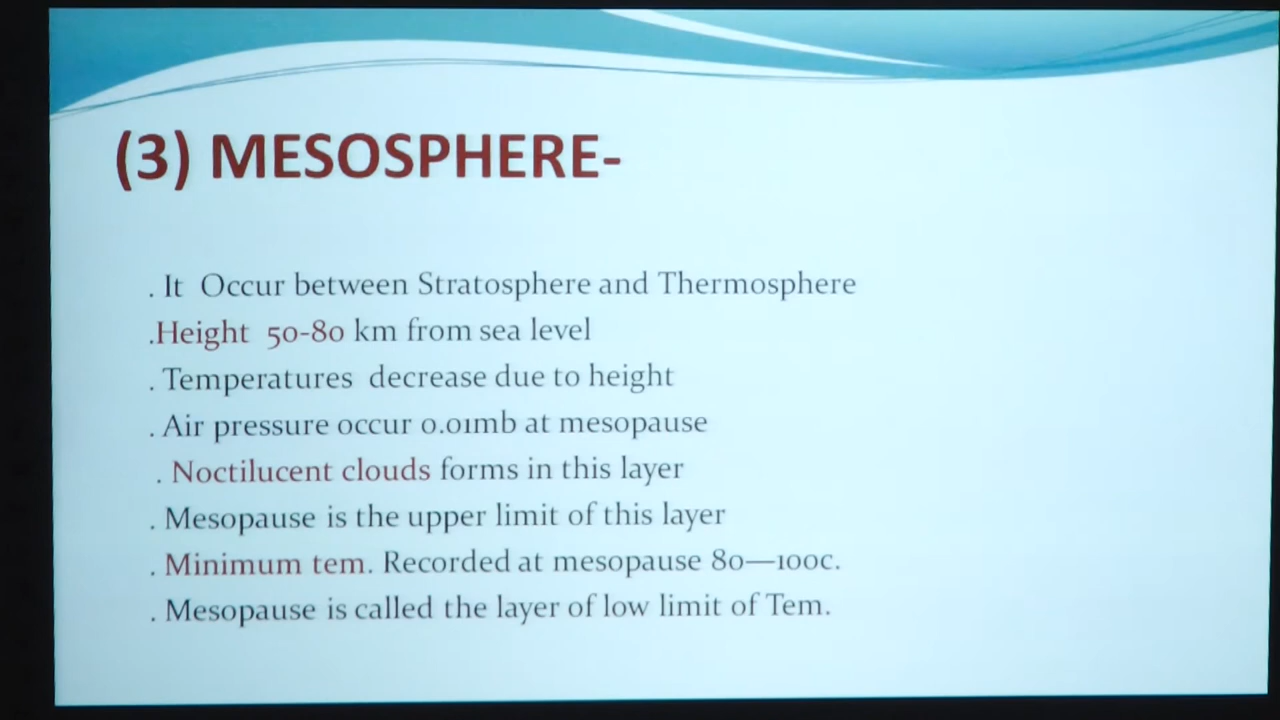 (3) MESOSPHERE-
. It Occur between Stratosphere and Thermosphere
.Height 50-80 km from sea level
. Temperatures decrease due to height
. Air pressure occur 0.01mb at mesopause
. Noctilucent clouds forms in this layer
. Mesopause is the upper limit of this layer
. Minimum tem. Recorded at mesopause 80—100c.
. Mesopause is called the layer of low limit of Tem.